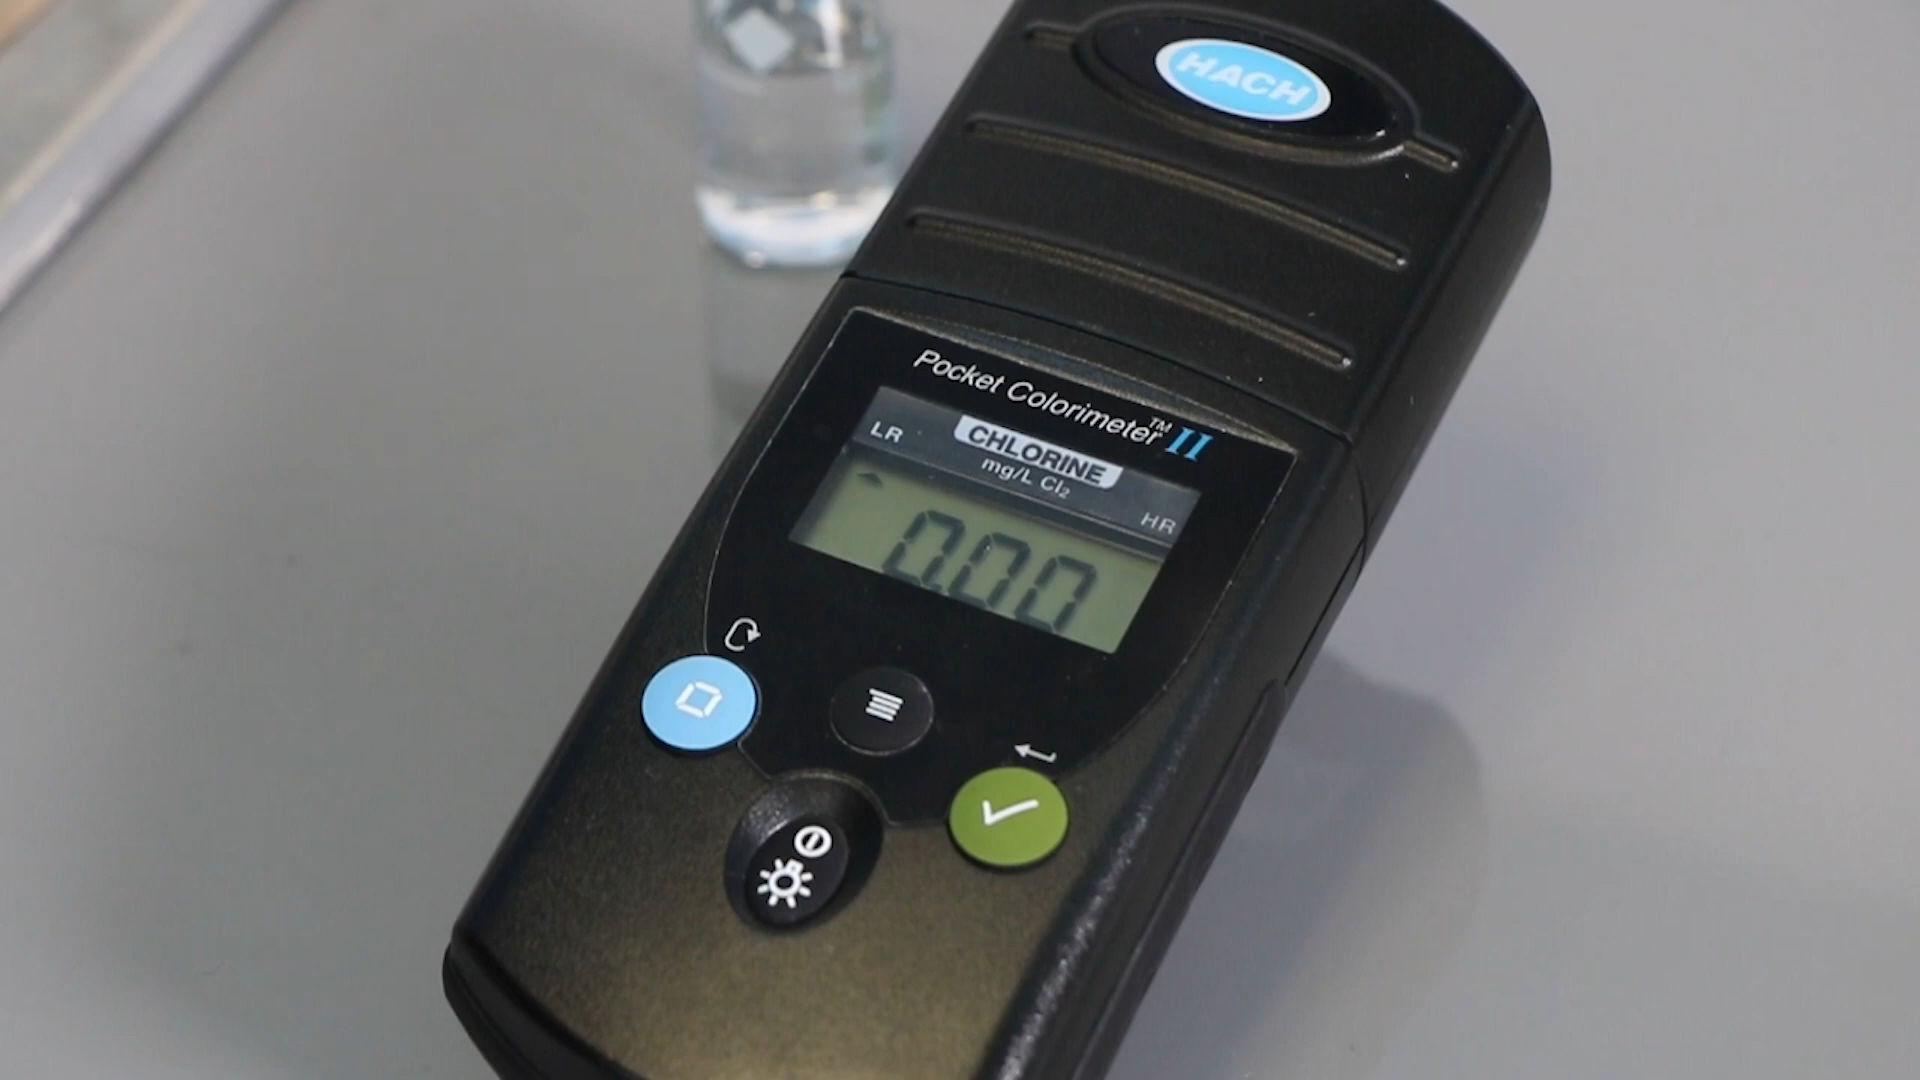 HACH
Pocket Colorimeter™ II
LR
CHLORINE
mg/L Cl₂
HR
0.00